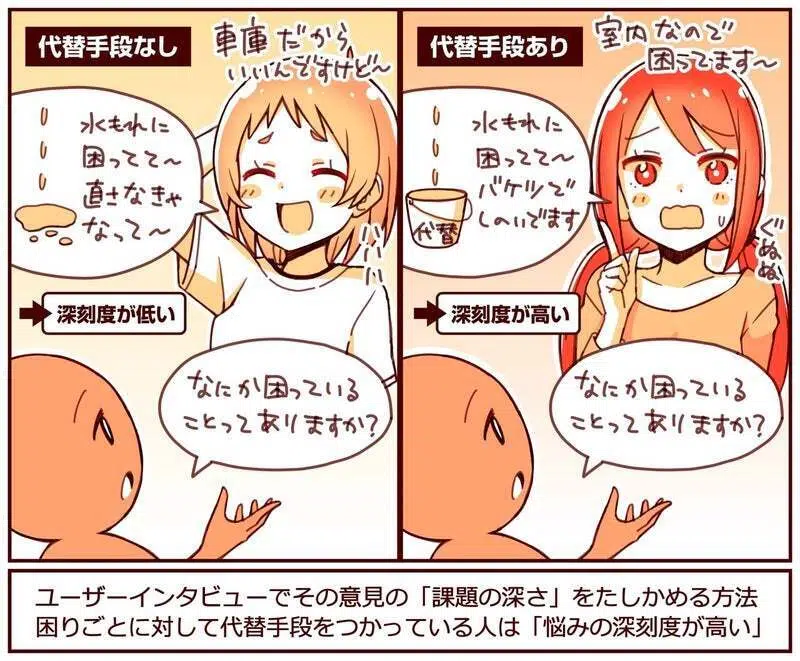 代替手段なし
車庫だから
いいんですけど〜
水もれに
困ってて〜
直さなきゃ
なって〜
ハハハ
深刻度が低い
なにか困っている
ことってありますか?
代替手段あり
室内なので
困ってます〜
水もれに
困ってて〜
バケツで
しのいでます
代替
ぐぬぬ
深刻度が高い
なにか困っている
ことってありますか?
ユーザーインタビューでその意見の「課題の深さ」をたしかめる方法
困りごとに対して代替手段をつかっている人は「悩みの深刻度が高い」